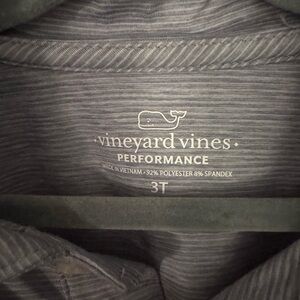 ·vineyard vines·
PERFORMANCE
MADE IN VIETNAM · 92% POLYESTER 8% SPANDEX
3T